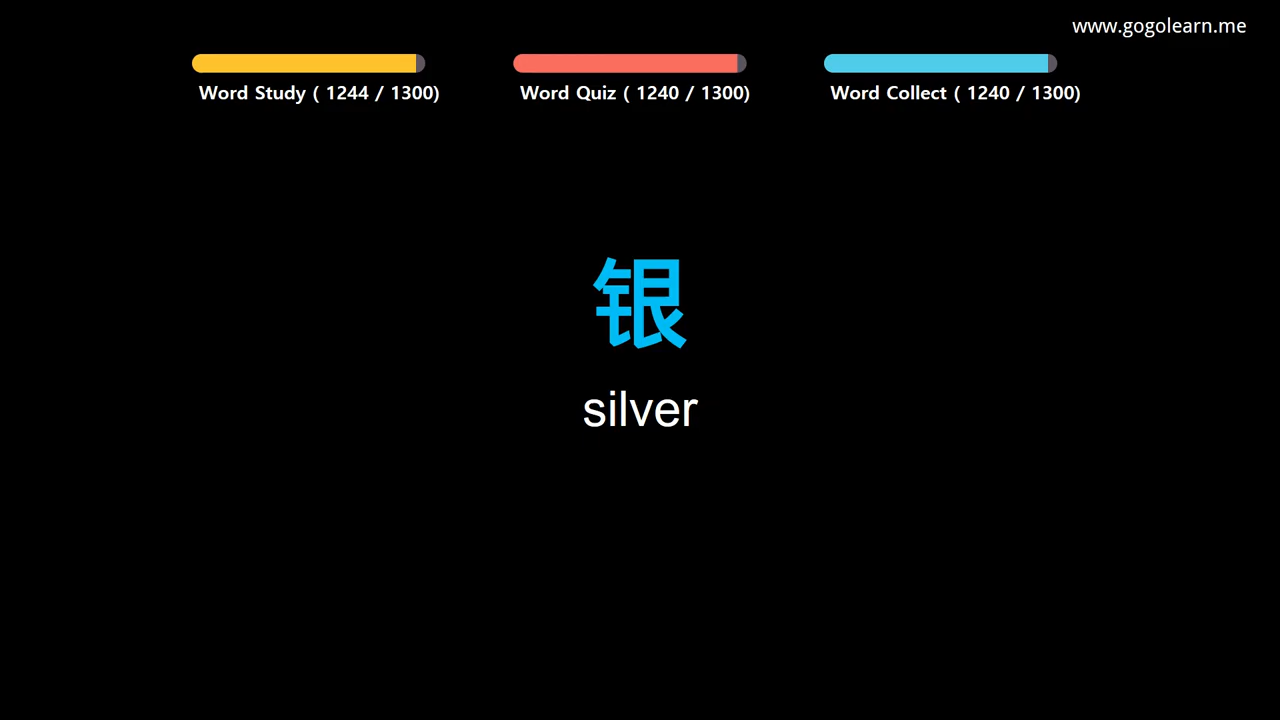 www.gogolearn.me
Word Study ( 1244 / 1300)
Word Quiz ( 1240 / 1300)
Word Collect ( 1240 / 1300)
银
silver